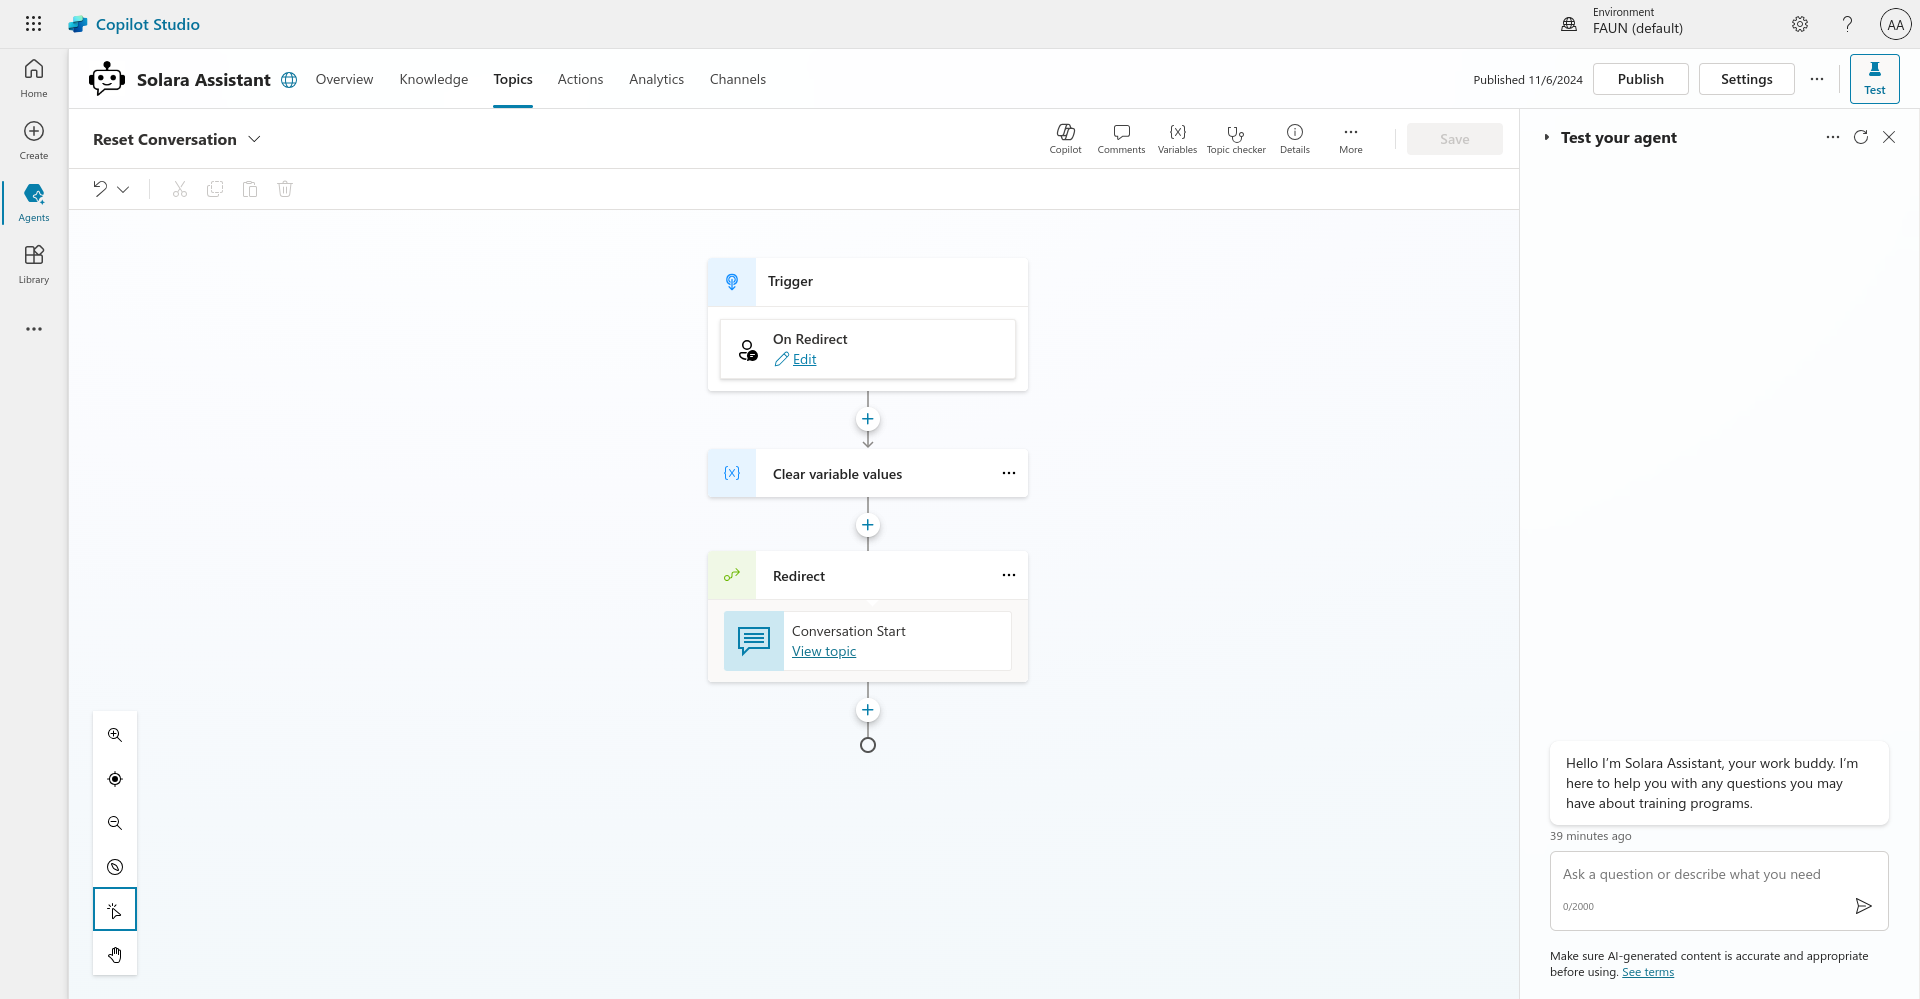 Copilot Studio
Environment
FAUN (default)
AA
Home
Create
Agents
Library
Solara Assistant
Overview
Knowledge
Topics
Actions
Analytics
Channels
Published 11/6/2024
Publish
Settings
Test
Reset Conversation
Copilot
Comments
Variables
Topic checker
Details
More
Save
Trigger
On Redirect
Edit
{x}
Clear variable values
Redirect
Conversation Start
View topic
Test your agent
Hello I'm Solara Assistant, your work buddy. I'm
here to help you with any questions you may
have about training programs.
39 minutes ago
Ask a question or describe what you need
0/2000
Make sure AI-generated content is accurate and appropriate
before using. See terms